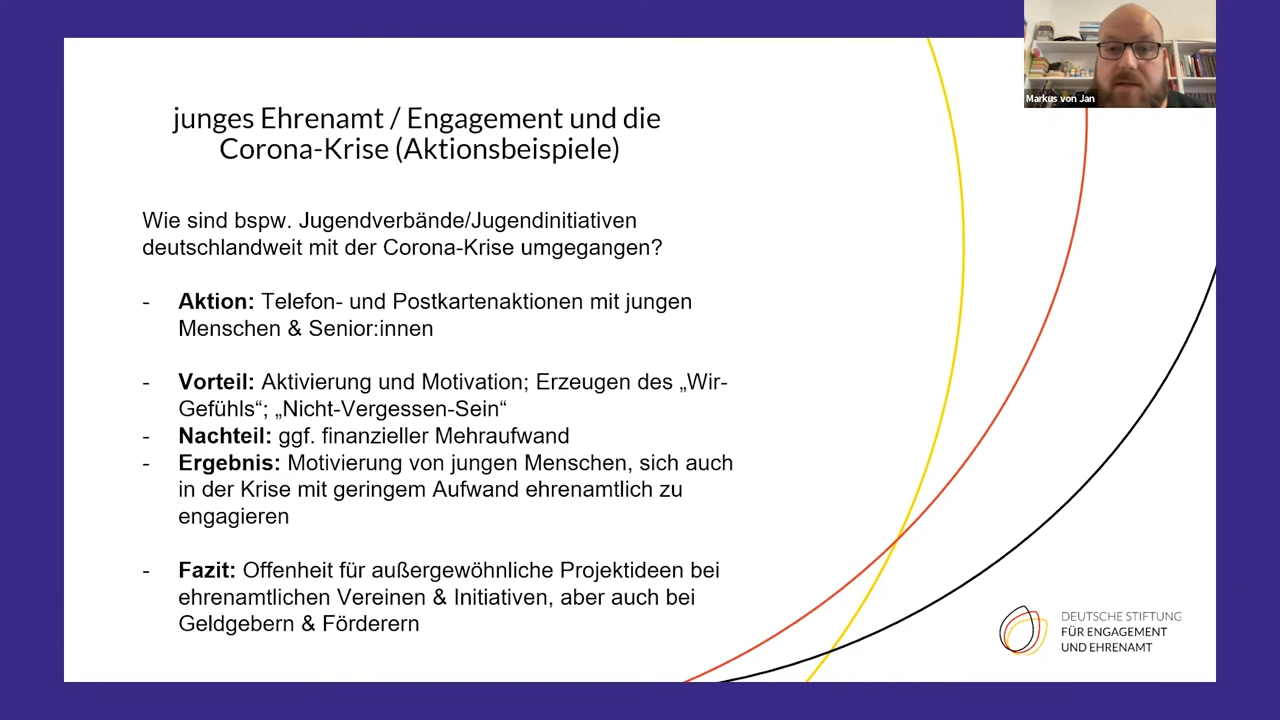 Markus von Jan
junges Ehrenamt / Engagement und die
Corona-Krise (Aktionsbeispiele)
Wie sind bspw. Jugendverbände/Jugendinitiativen
deutschlandweit mit der Corona-Krise umgegangen?
- Aktion: Telefon- und Postkartenaktionen mit jungen
Menschen & Senior:innen
- Vorteil: Aktivierung und Motivation; Erzeugen des „Wir-
Gefühls“; „Nicht-Vergessen-Sein“
- Nachteil: ggf. finanzieller Mehraufwand
- Ergebnis: Motivierung von jungen Menschen, sich auch
in der Krise mit geringem Aufwand ehrenamtlich zu
engagieren
- Fazit: Offenheit für außergewöhnliche Projektideen bei
ehrenamtlichen Vereinen & Initiativen, aber auch bei
Geldgebern & Förderern
DEUTSCHE STIFTUNG
FÜR ENGAGEMENT
UND EHRENAMT